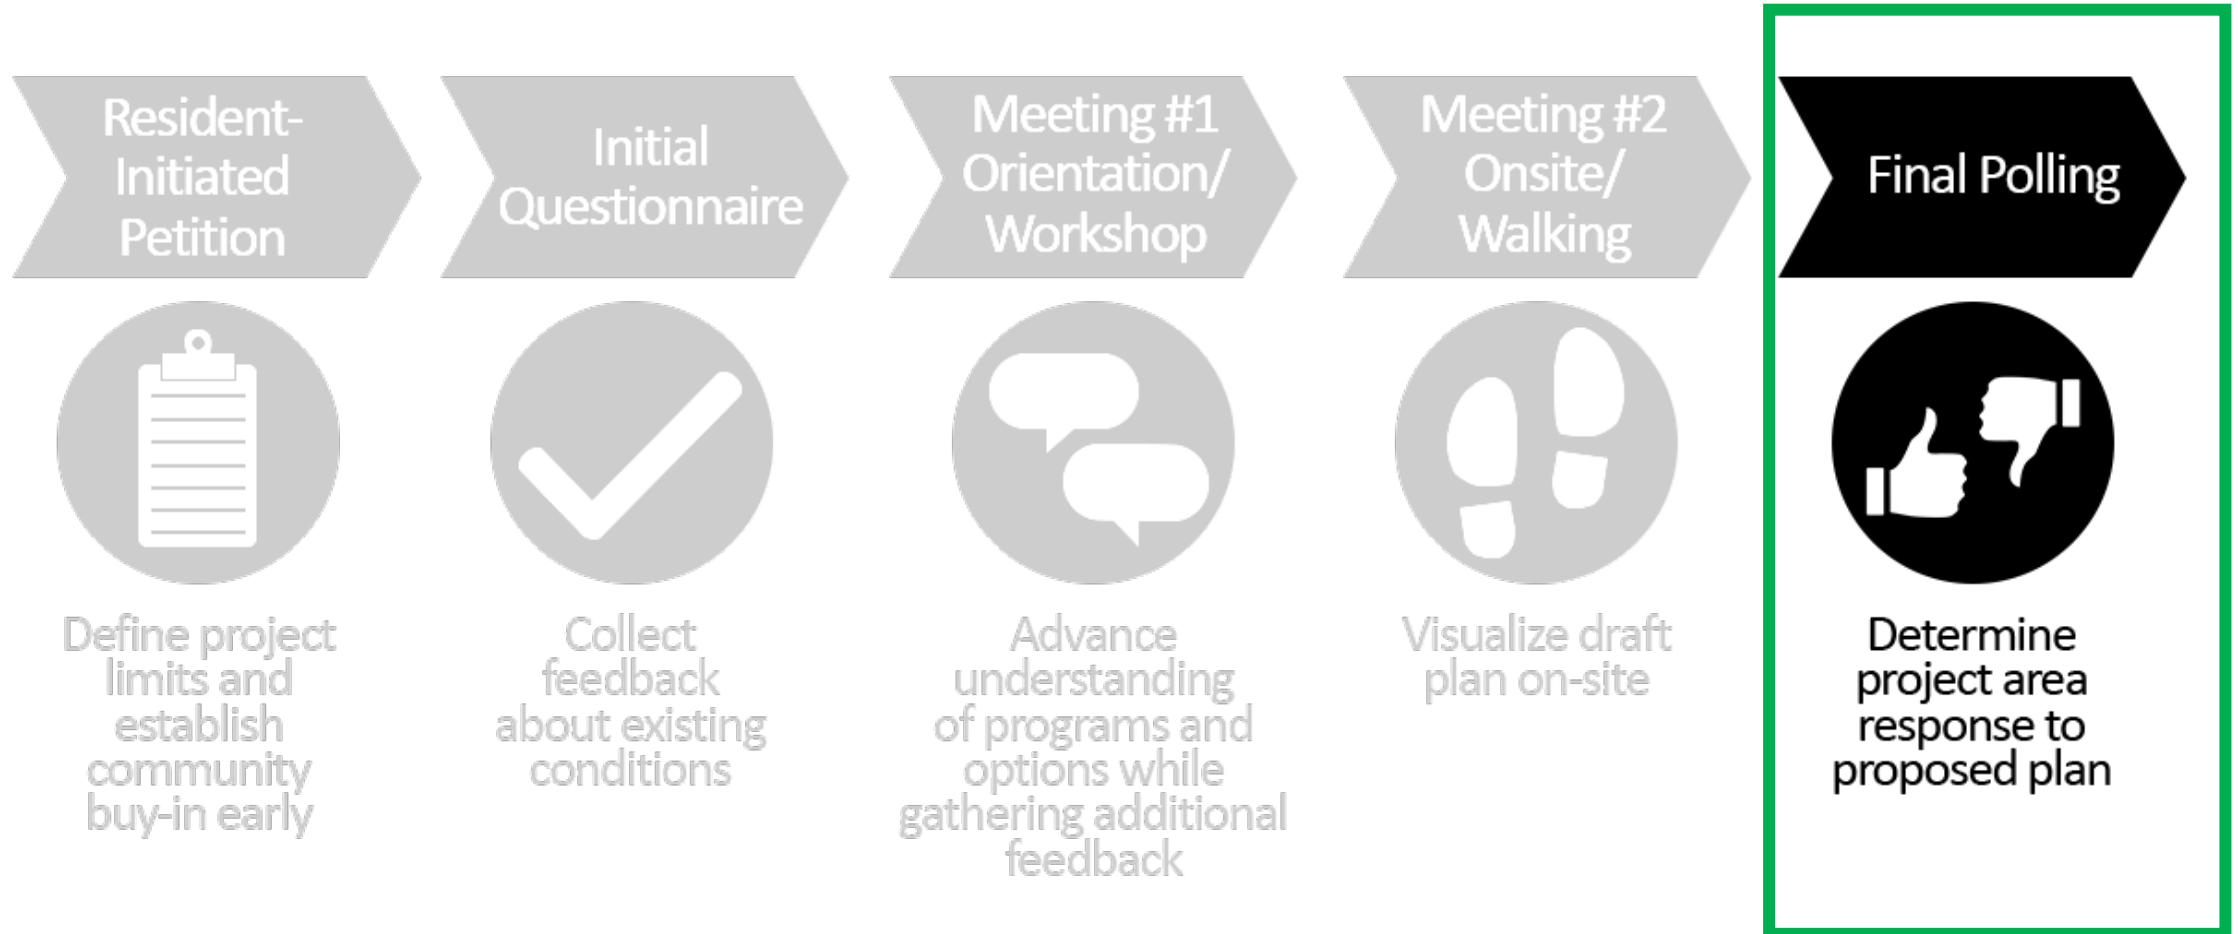 Resident-
Initiated
Petition
Define project
limits and
establish
community
buy-in early
Initial
Questionnaire
Collect
feedback
about existing
conditions
Meeting #1
Orientation/
Workshop
Advance
understanding
of programs and
options while
gathering additional
feedback
Meeting #2
Onsite/
Walking
Visualize draft
plan on-site
Final Polling
Determine
project area
response to
proposed plan